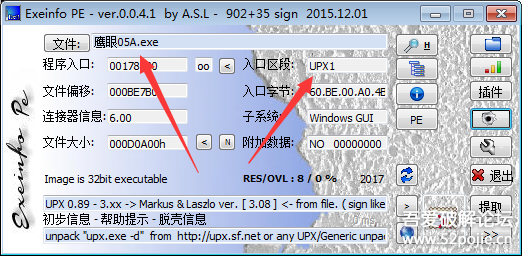 Exeinfo PE - ver.0.0.4.1 by A.S.L - 902+35 sign 2015.12.01
文件: 鹰眼05A.exe
H
程序入口: oo < 入口区段: UPX1
文件偏移: 000BE7B0 入口字节: 60.BE.00.A0.4B
插件
连接器信息: 6.00 子系统: Windows GUI
PE
文件大小: 000D0A00h < N 附加数据: NO 00000000
Image is 32bit executable RES/OVL : 8 / 0 % 2017
退出
UPX 0.89 - 3.xx -> Markus & Laszlo ver. [ 3.08 ] <- from file. ( sign like
> 提取
初步信息 - 帮助提示 - 脱壳信息
unpack "upx.exe -d" from http://upx.sf.net or any UPX/Generic unpac
>>
Exeinfo Pe
吾爱破解论坛
www.52pojie.cn